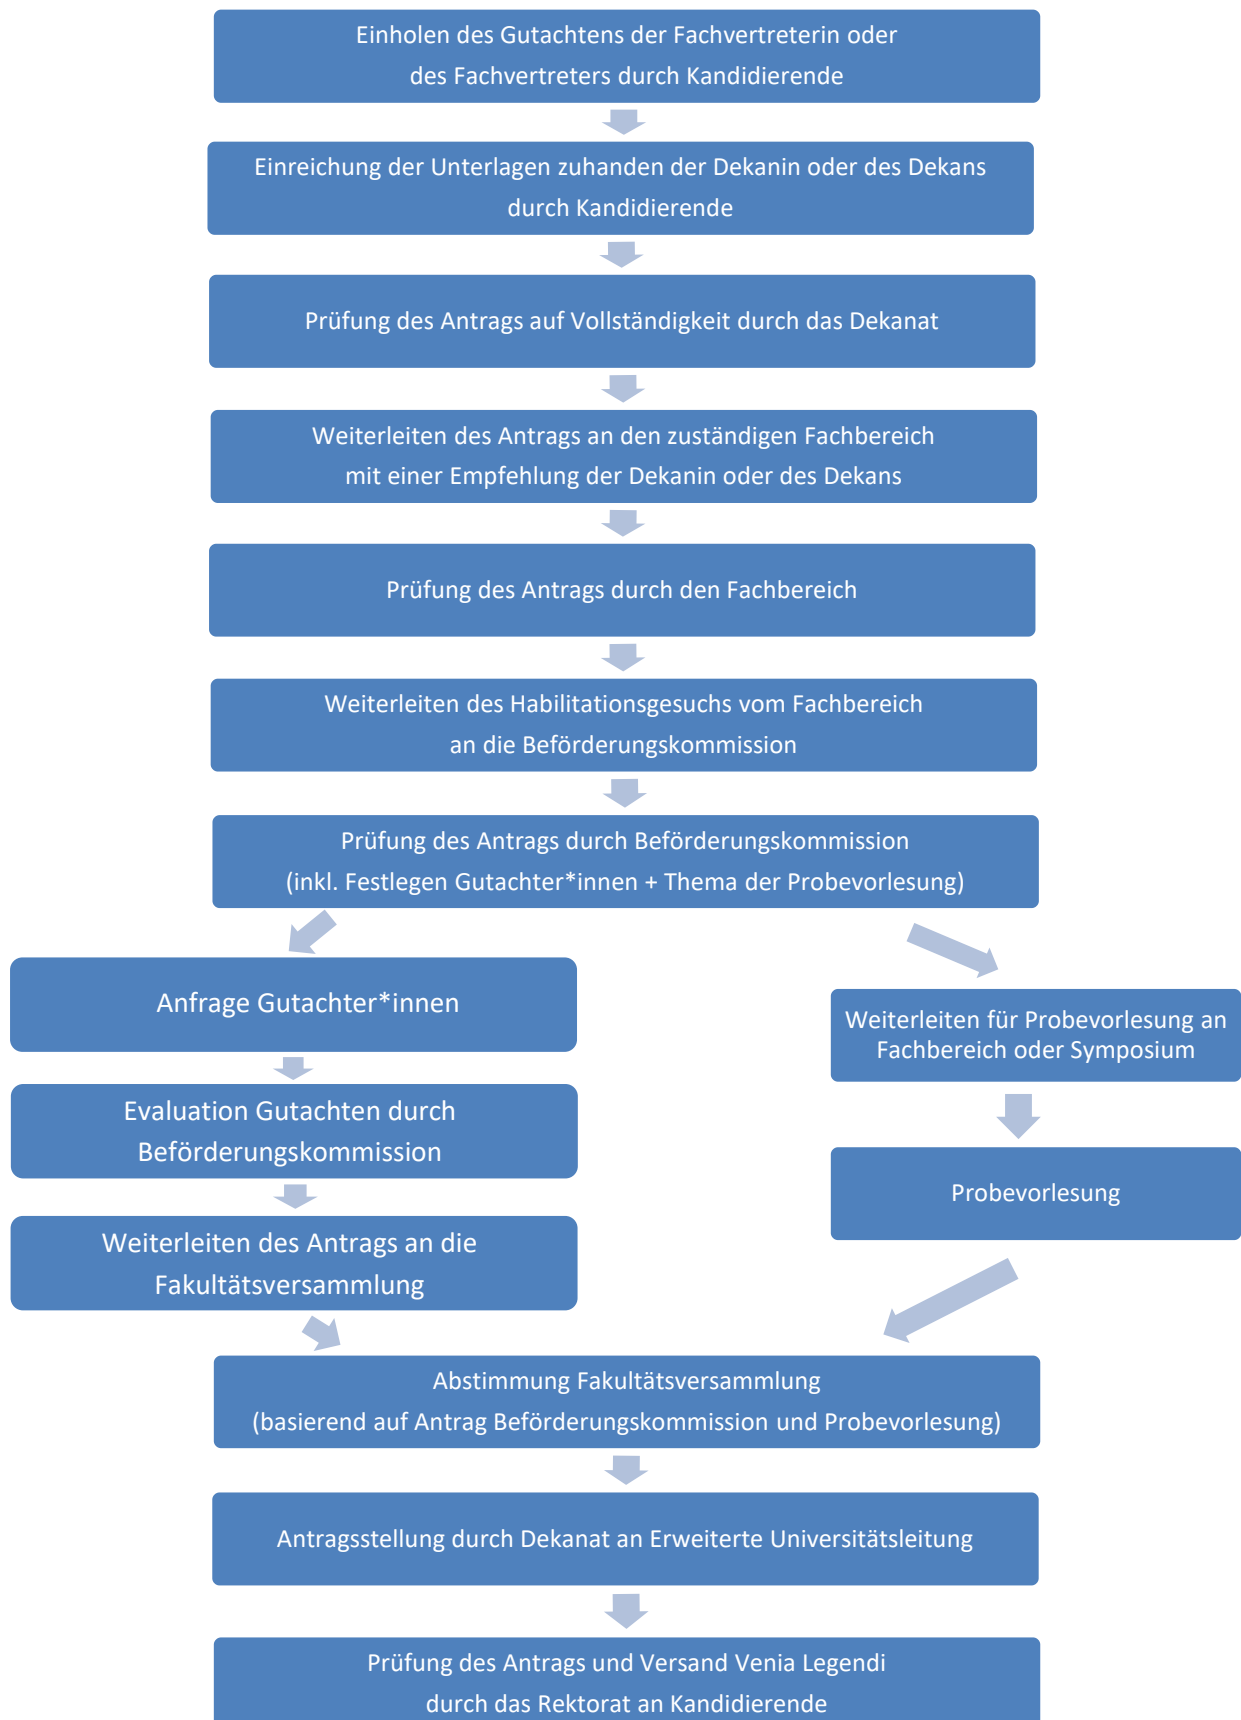 Einholen des Gutachtens der Fachvertreterin oder
des Fachvertreters durch Kandidierende
Einreichung der Unterlagen zuhanden der Dekanin oder des Dekans
durch Kandidierende
Prüfung des Antrags auf Vollständigkeit durch das Dekanat
Weiterleiten des Antrags an den zuständigen Fachbereich
mit einer Empfehlung der Dekanin oder des Dekans
Prüfung des Antrags durch den Fachbereich
Weiterleiten des Habilitationsgesuchs vom Fachbereich
an die Beförderungskommission
Prüfung des Antrags durch Beförderungskommission
(inkl. Festlegen Gutachter*innen + Thema der Probevorlesung)
Anfrage Gutachter*innen
Evaluation Gutachten durch
Beförderungskommission
Weiterleiten des Antrags an die
Fakultätsversammlung
Weiterleiten für Probevorlesung an
Fachbereich oder Symposium
Probevorlesung
Abstimmung Fakultätsversammlung
(basierend auf Antrag Beförderungskommission und Probevorlesung)
Antragsstellung durch Dekanat an Erweiterte Universitätsleitung
Prüfung des Antrags und Versand Venia Legendi
durch das Rektorat an Kandidierende